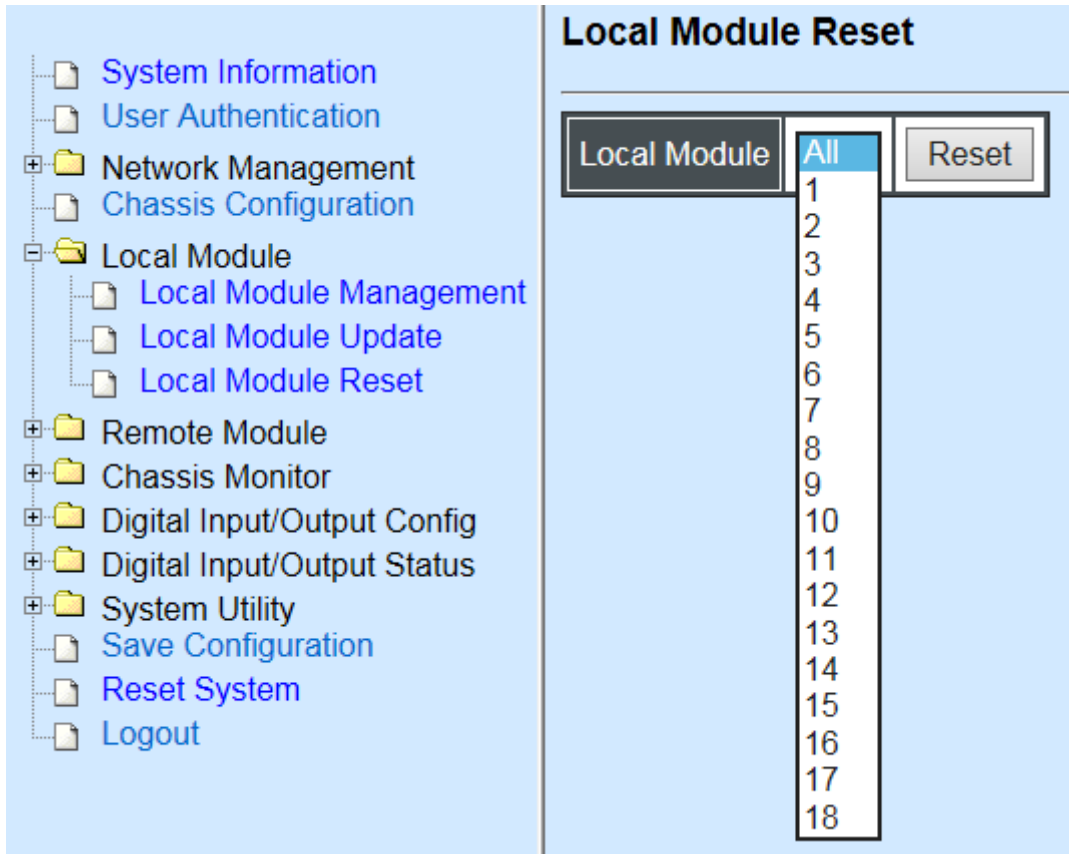 System Information
User Authentication
Network Management
Chassis Configuration
Local Module
Local Module Management
Local Module Update
Local Module Reset
Remote Module
Chassis Monitor
Digital Input/Output Config
Digital Input/Output Status
System Utility
Save Configuration
Reset System
Logout
Local Module Reset
Local Module All Reset
1
2
3
4
5
6
7
8
9
10
11
12
13
14
15
16
17
18